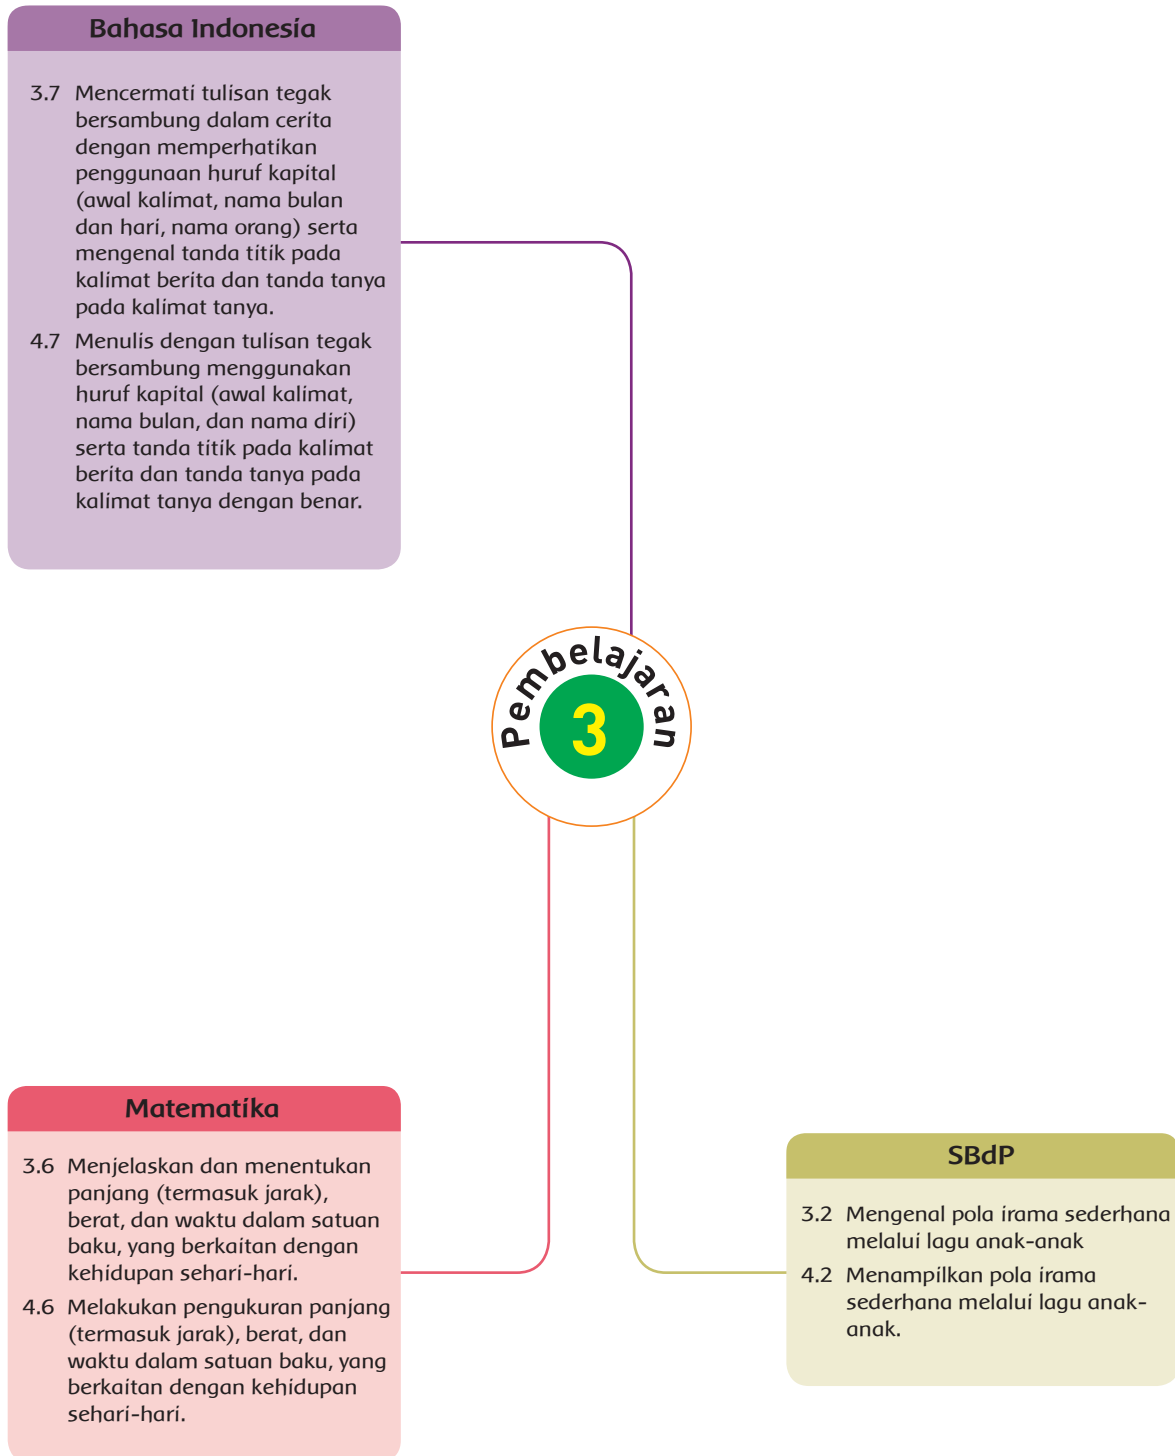 Bahasa Indonesia
3.7 Mencermati tulisan tegak
bersambung dalam cerita
dengan memperhatikan
penggunaan huruf kapital
(awal kalimat, nama bulan
dan hari, nama orang) serta
mengenal tanda titik pada
kalimat berita dan tanda tanya
pada kalimat tanya.
4.7 Menulis dengan tulisan tegak
bersambung menggunakan
huruf kapital (awal kalimat,
nama bulan, dan nama diri)
serta tanda titik pada kalimat
berita dan tanda tanya pada
kalimat tanya dengan benar.
Pembelajaran
3
Matematika
3.6 Menjelaskan dan menentukan
panjang (termasuk jarak),
berat, dan waktu dalam satuan
baku, yang berkaitan dengan
kehidupan sehari-hari.
4.6 Melakukan pengukuran panjang
(termasuk jarak), berat, dan
waktu dalam satuan baku, yang
berkaitan dengan kehidupan
sehari-hari.
SBdP
3.2 Mengenal pola irama sederhana
melalui lagu anak-anak
4.2 Menampilkan pola irama
sederhana melalui lagu anak-
anak.